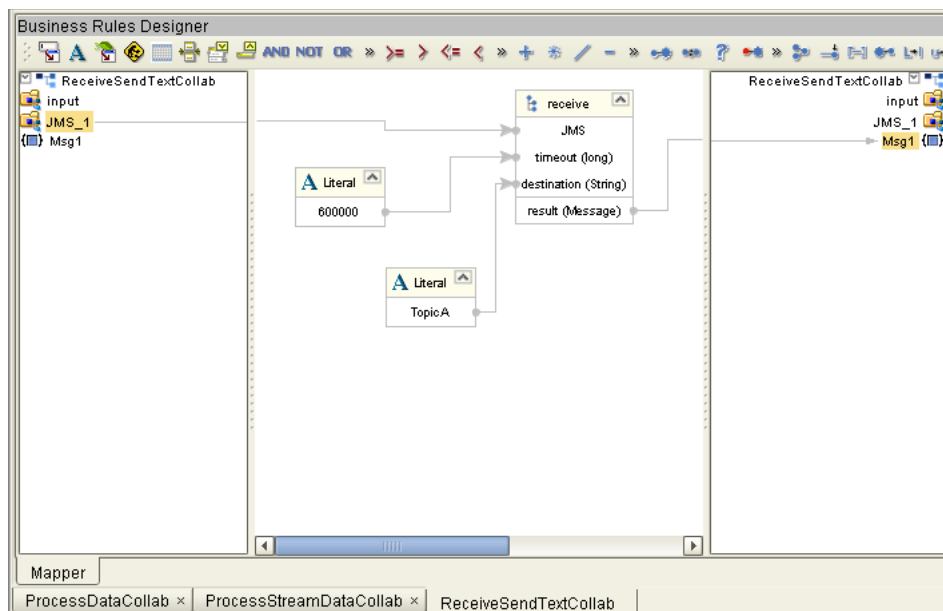 Business Rules Designer
A AND NOT OR » >= > <= < » + / - » ? »
ReceiveSendTextCollab
input
JMS_1
{ } Msg1
receive
JMS
timeout (long)
destination (String)
result (Message)
A Literal
600000
A Literal
TopicA
ReceiveSendTextCollab
input
JMS_1
Msg1 { }
Mapper
ProcessDataCollab × ProcessStreamDataCollab × ReceiveSendTextCollab